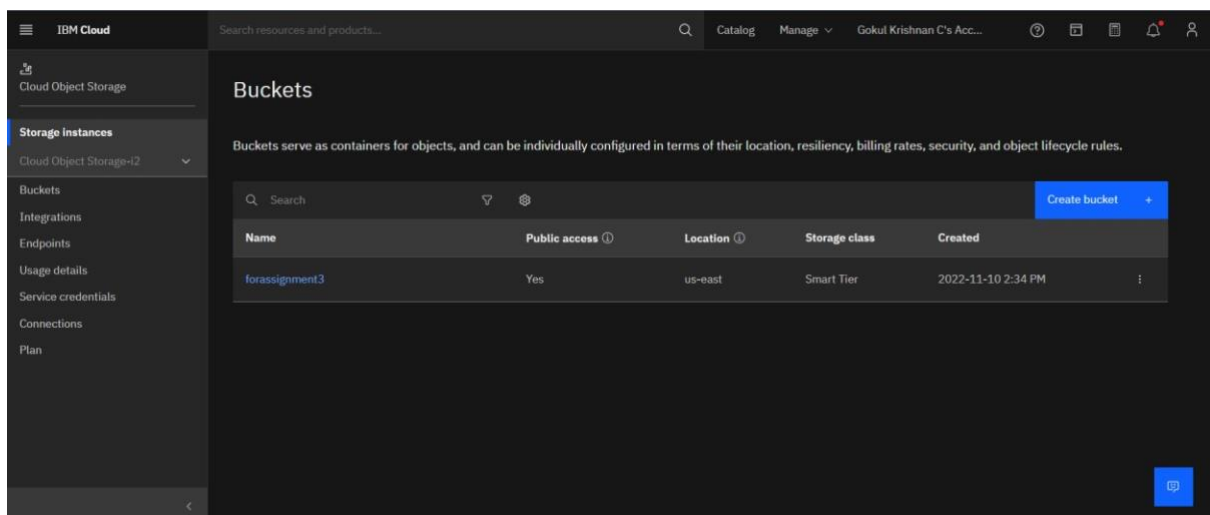 IBM Cloud
Search resources and products...
Catalog
Manage
Gokul Krishnan C's Acc...
Cloud Object Storage
Storage instances
Cloud Object Storage-i2
Buckets
Integrations
Endpoints
Usage details
Service credentials
Connections
Plan
Buckets
Buckets serve as containers for objects, and can be individually configured in terms of their location, resiliency, billing rates, security, and object lifecycle rules.
Search
Create bucket +
Name Public access Location Storage class Created
forassignment3 Yes us-east Smart Tier 2022-11-10 2:34 PM